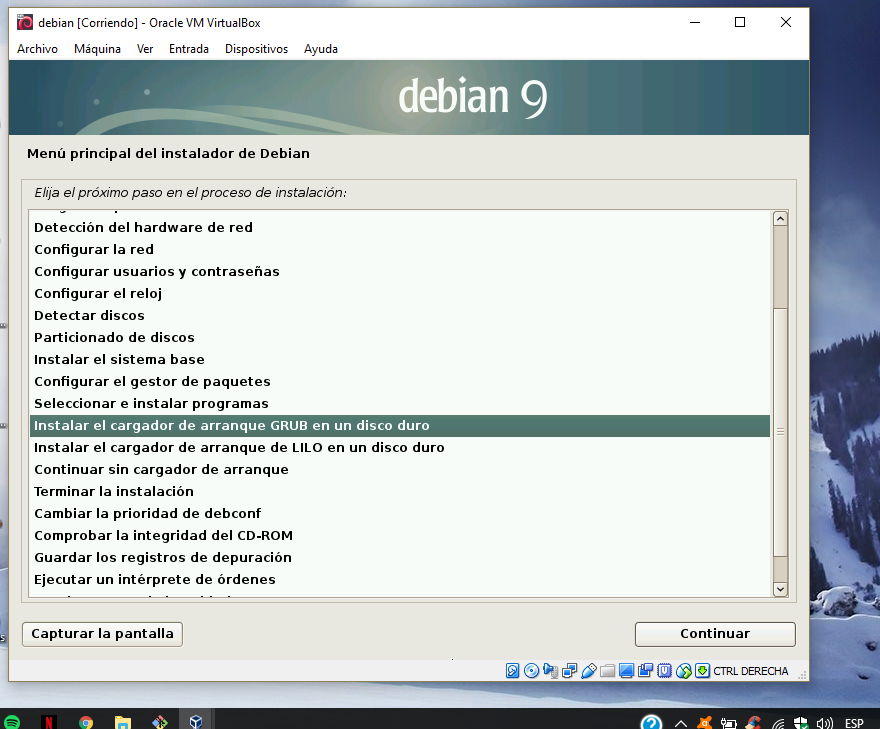 debian [Corriendo] - Oracle VM VirtualBox
Archivo Máquina Ver Entrada Dispositivos Ayuda
debian 9
Menú principal del instalador de Debian
Elija el próximo paso en el proceso de instalación:
Detección del hardware de red
Configurar la red
Configurar usuarios y contraseñas
Configurar el reloj
Detectar discos
Particionado de discos
Instalar el sistema base
Configurar el gestor de paquetes
Seleccionar e instalar programas
Instalar el cargador de arranque GRUB en un disco duro
Instalar el cargador de arranque de LILO en un disco duro
Continuar sin cargador de arranque
Terminar la instalación
Cambiar la prioridad de debconf
Comprobar la integridad del CD-ROM
Guardar los registros de depuración
Ejecutar un intérprete de órdenes
Capturar la pantalla
Continuar
CTRL DERECHA
ESP